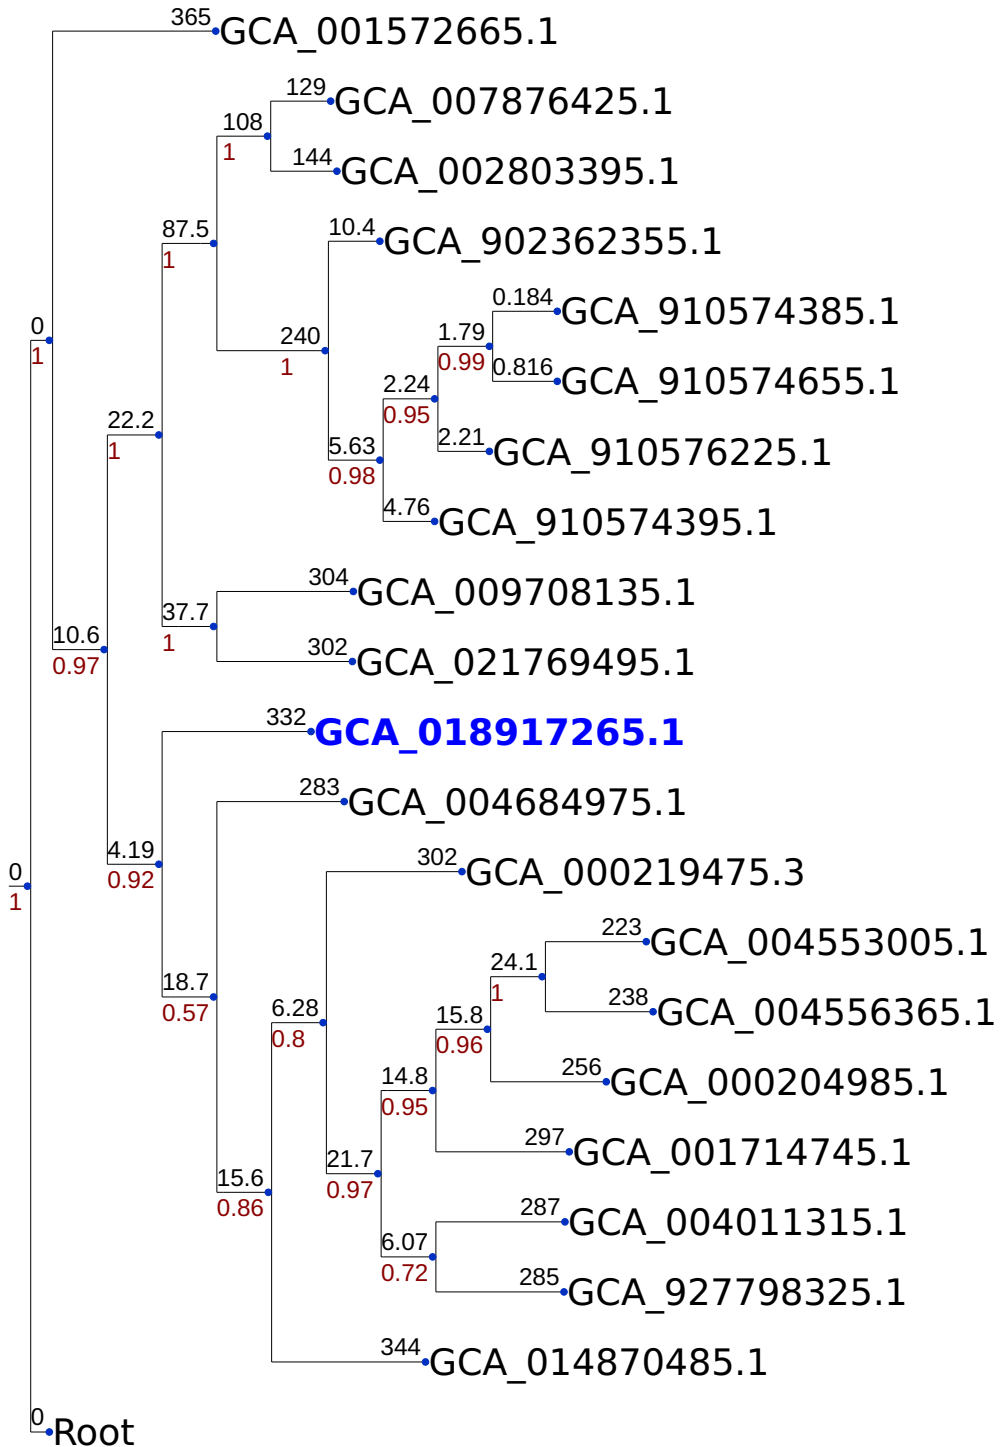 365 GCA_001572665.1
129 GCA_007876425.1
108
1
144 GCA_002803395.1
87.5
1
10.4 GCA_902362355.1
0.184 GCA_910574385.1
0
1
240
1
1.79
0.99
0.816 GCA_910574655.1
2.24
0.95
22.2
1
2.21 GCA_910576225.1
5.63
0.98
4.76 GCA_910574395.1
304 GCA_009708135.1
37.7
1
10.6
0.97
302 GCA_021769495.1
332 GCA_018917265.1
283 GCA_004684975.1
4.19
0.92
302 GCA_000219475.3
0
1
223 GCA_004553005.1
24.1
1
18.7
0.57
238 GCA_004556365.1
6.28
0.8
15.8
0.96
256 GCA_000204985.1
14.8
0.95
297 GCA_001714745.1
21.7
0.97
15.6
0.86
287 GCA_004011315.1
6.07
0.72
285 GCA_927798325.1
344 GCA_014870485.1
0 Root